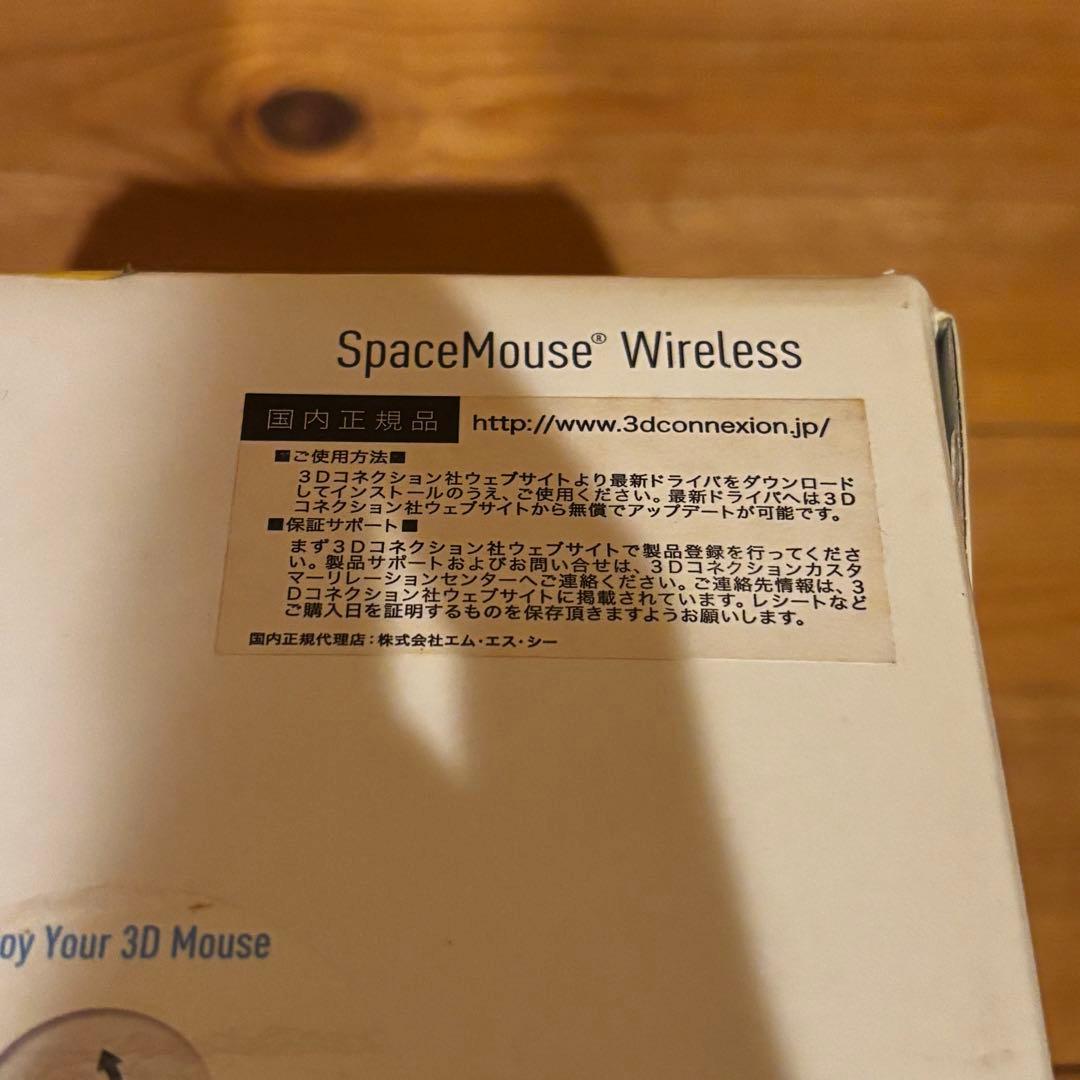 SpaceMouse® Wireless
国内正規品 http://www.3dconnexion.jp/
■ご使用方法■
３Ｄコネクション社ウェブサイトより最新ドライバをダウンロード
してインストールのうえ、ご使用ください。最新ドライバへは３Ｄ
コネクション社ウェブサイトから無償でアップデートが可能です。
■保証サポート■
まず３Ｄコネクション社ウェブサイトで製品登録を行ってくださ
い。製品サポートおよびお問い合せは、３Ｄコネクションカスタ
マーリレーションセンターへご連絡ください。ご連絡先情報は、３
Ｄコネクション社ウェブサイトに掲載されています。レシートなど
ご購入日を証明するものを保存頂きますようお願いします。
国内正規代理店：株式会社エム・エス・シー
oy Your 3D Mouse